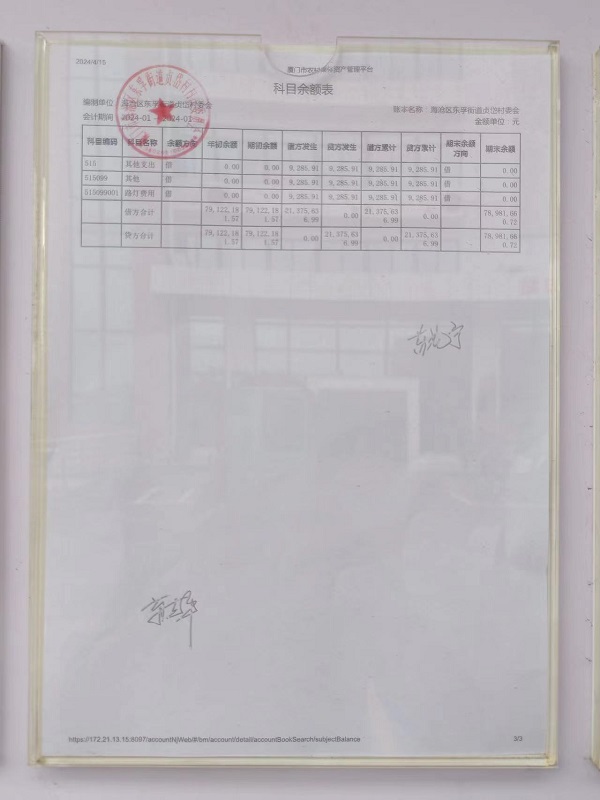 2024/4/15 厦门市农村集体资产管理平台
科目余额表
编制单位：海沧区东孚街道贞岱村委会 账本名称：海沧区东孚街道贞岱村委会
会计期间：2024-01 金额单位：元
科目编码 科目名称 余额方向 年初余额 期初余额 借方发生 贷方发生 借方累计 贷方累计 期末余额方向 期末余额
515 其他支出 借 0.00 0.00 9,285.91 9,285.91 9,285.91 9,285.91 借 0.00
515099 其他 借 0.00 0.00 9,285.91 9,285.91 9,285.91 9,285.91 借 0.00
515099001 路灯费用 借 0.00 0.00 9,285.91 9,285.91 9,285.91 9,285.91 借 0.00
借方合计 79,122,181.57 79,122,181.57 21,375,636.99 0.00 21,375,636.99 0.00 78,981,660.72
贷方合计 79,122,181.57 79,122,181.57 0.00 21,375,636.99 0.00 21,375,636.99 78,981,660.72
https://172.21.13.15:8097/accountNjWeb/#/bm/account/detail/accountBookSearch/subjectBalance 3/3